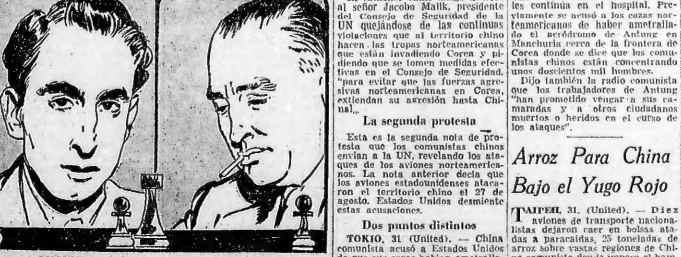 al señor Jacobo Malik, presidente
del Consejo de Seguridad de la
UN quejándose de las continuas
violaciones que al territorio chino
hacen las tropas norteamericanas
que están invadiendo Corea y pi-
diendo que se tomen medidas efec-
tivas en el Consejo de Seguridad,
"para evitar que las fuerzas agre-
sivas norteamericanas en Corea,
extiendan su agresión hasta Chi-
na",
La segunda protesta
Esta es la segunda nota de pro-
testa que los comunistas chinos
envían a la UN, revelando los ata-
ques de los aviones norteamerica-
nos. La nota anterior decía que
los aviones estadounidenses ataca-
ron el territorio chino el 27 de
agosto. Estados Unidos desmiente
estas acusaciones.
Dos puntos distintos
TOKIO, 31 (United). — China
comunista acusó a Estados Unidos
les continúa en el hospital. Pre-
viamente se acusó a los cazas nor-
teamericanos de haber ametralla-
do el aeródromo de Antung en
Manchuria cerca de la frontera de
Corea donde se dice que los comu-
nistas chinos están concentrando
unos doscientos mil hombres.
Dijo también la radio comunista
que los trabajadores de Antung
"han prometido vengar a sus ca-
maradas y a otros ciudadanos
muertos o heridos en el curso de
los ataques".
Arroz Para China
Bajo el Yugo Rojo
TAIPEH, 31. (United). — Diez
aviones de transporte naciona-
listas dejaron caer en bolsas ata-
das a paracaídas, 25 toneladas de
arroz sobre vastas regiones de Chi-